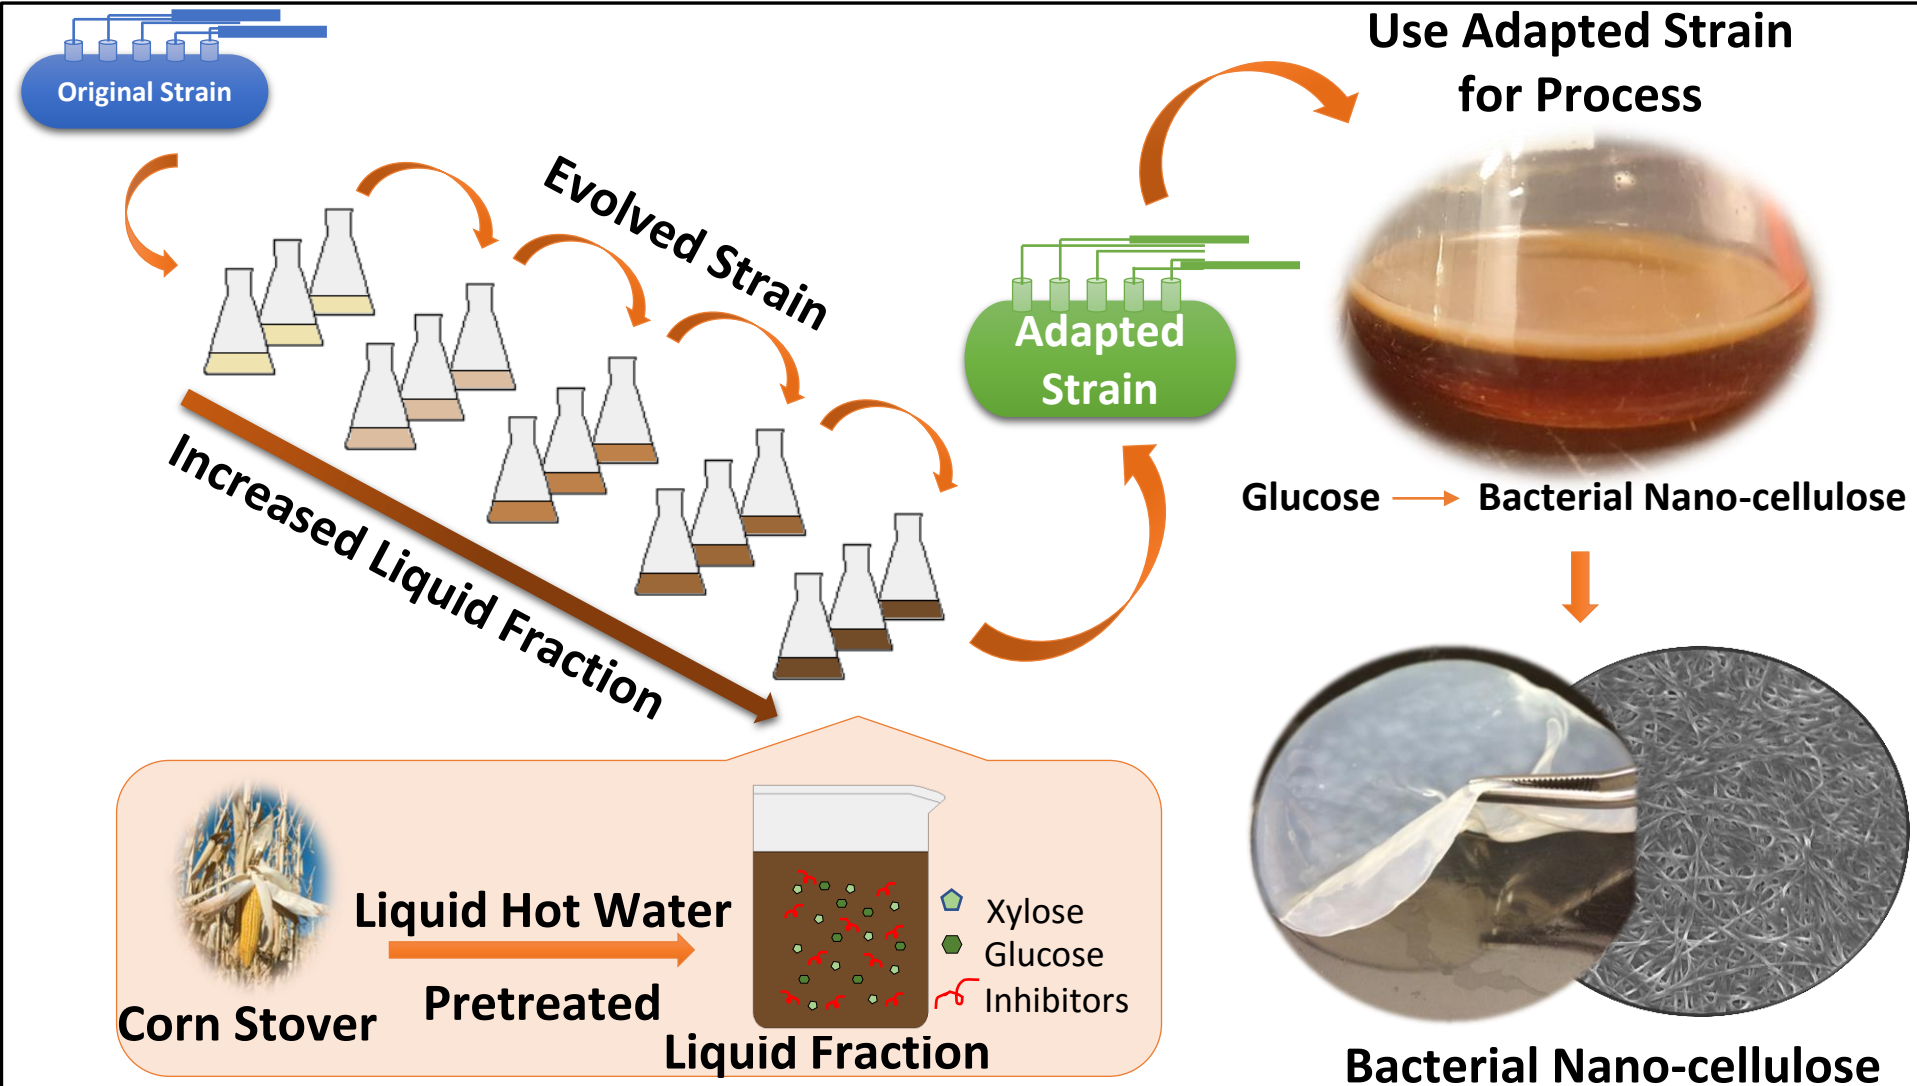 Original Strain
Use Adapted Strain
for Process
Evolved Strain
Adapted
Strain
Increased Liquid Fraction
Glucose
Bacterial Nano-cellulose
Liquid Hot Water
Pretreated
Corn Stover
Xylose
Glucose
Inhibitors
Liquid Fraction
Bacterial Nano-cellulose